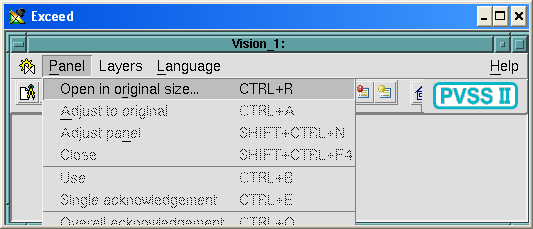 Exceed
Vision_1:
Panel Layers Language Help
Open in original size... CTRL+R
PVSS II
Adjust to original CTRL+A
Adjust panel SHIFT+CTRL+N
Close SHIFT+CTRL+F4
Use CTRL+B
Single acknowledgement CTRL+E
Overall acknowledgement CTRL+Q